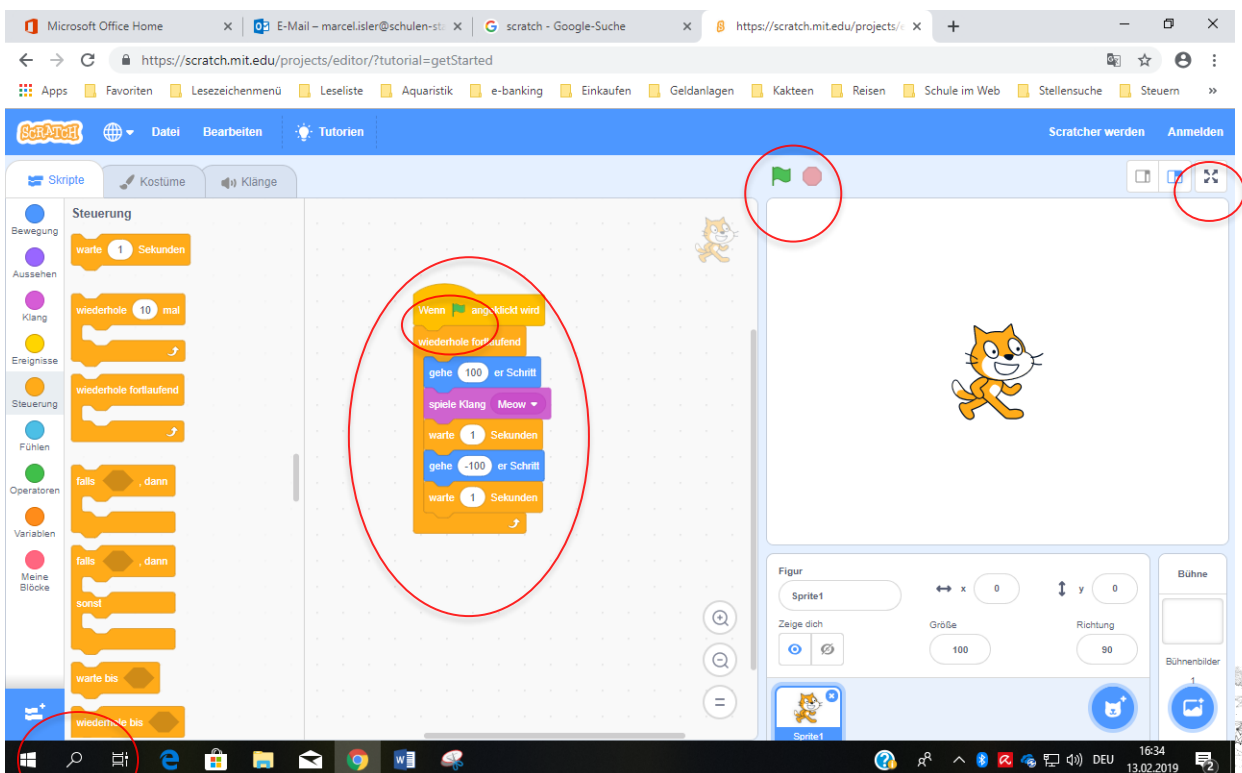 Microsoft Office Home
E-Mail – marcel.isler@schulen-st
scratch - Google-Suche
https://scratch.mit.edu/projects/e
https://scratch.mit.edu/projects/editor/?tutorial=getStarted
Apps Favoriten Lesezeichenmenü Leseliste Aquaristik e-banking Einkaufen Geldanlagen Kakteen Reisen Schule im Web Stellensuche Steuern »
SCRATCH Datei Bearbeiten Tutorien Scratcher werden Anmelden
Skripte Kostüme Klänge
Bewegung
Aussehen
Klang
Ereignisse
Steuerung
Fühlen
Operatoren
Variablen
Meine
Blöcke
Steuerung
warte 1 Sekunden
wiederhole 10 mal
wiederhole fortlaufend
falls , dann
falls , dann
sonst
warte bis
wiederhole bis
Wenn angeklickt wird
wiederhole fortlaufend
gehe 100 er Schritt
spiele Klang Meow
warte 1 Sekunden
gehe -100 er Schritt
warte 1 Sekunden
Figur
Sprite1
x 0
y 0
Zeige dich
Größe
100
Richtung
90
Sprite1
Bühne
Bühnenbilder
1
DEU
16:34
13.02.2019
2